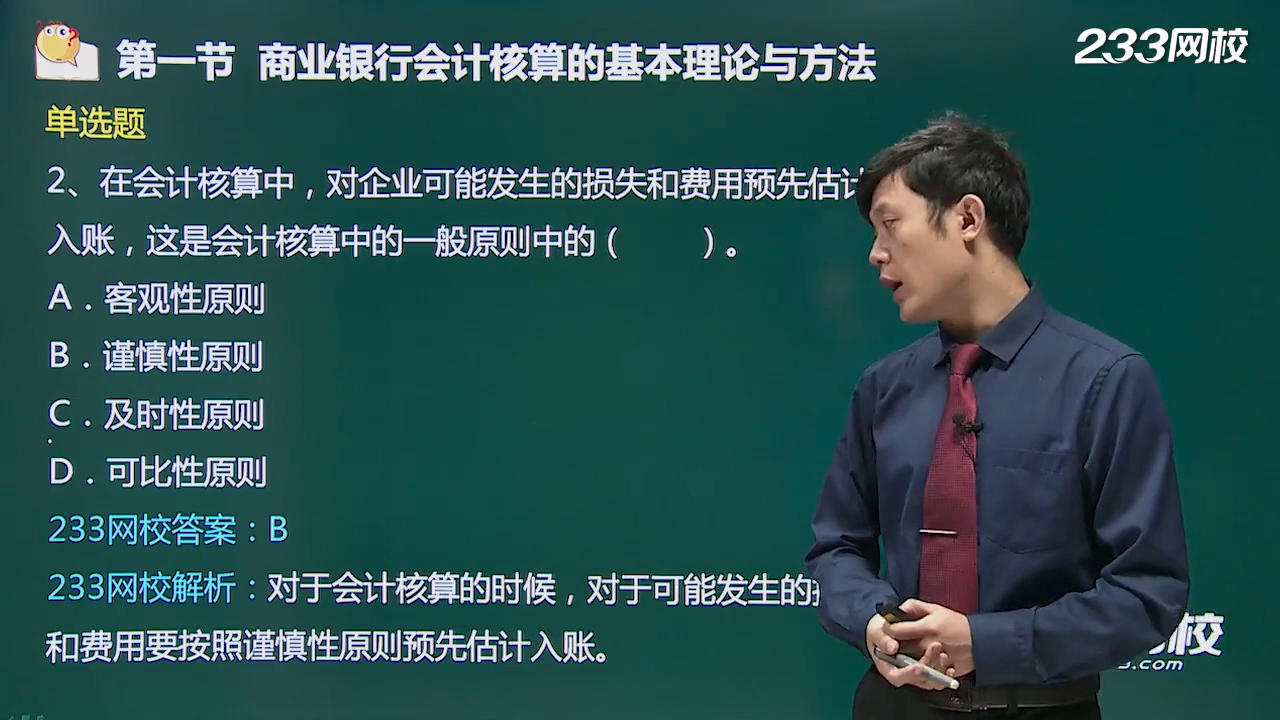 第一节 商业银行会计核算的基本理论与方法
233网校
单选题
2、在会计核算中，对企业可能发生的损失和费用预先估计
入账，这是会计核算中的一般原则中的（ ）。
A．客观性原则
B．谨慎性原则
C．及时性原则
D．可比性原则
233网校答案：B
233网校解析：对于会计核算的时候，对于可能发生的
和费用要按照谨慎性原则预先估计入账。
网校
.com